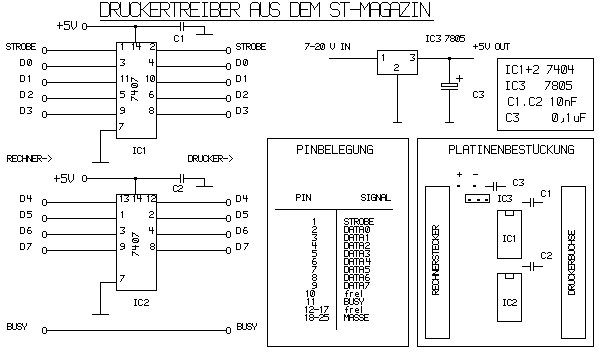 DRUCKERTREIBER AUS DEM ST-MAGAZIN
+5V
C1
STROBE 1 14 2 STROBE
D0 3 4 D0
D1 11 10 D1
D2 5 6 D2
D3 9 8 D3
7407
7
IC1
RECHNER-> DRUCKER->
+5V
C2
D4 13 14 12 D4
D5 1 2 D5
D6 3 4 D6
D7 9 8 D7
7407
7
IC2
BUSY BUSY
7-20 V IN
IC3 7805
+5V OUT
1 3
2
+
C3
IC1+2 7404
IC3 7805
C1.C2 10nF
C3 0,1uF
PINBELEGUNG
PIN SIGNAL
1 STROBE
2 DATA0
3 DATA1
4 DATA2
5 DATA3
6 DATA4
7 DATA5
8 DATA6
9 DATA7
10 frei
11 BUSY
12-17 frei
18-25 MASSE
PLATINENBESTÜCKUNG
+ -
C3
IC3
C1
IC1
C2
IC2
RECHNERSTECKER
DRUCKERBUCHSE